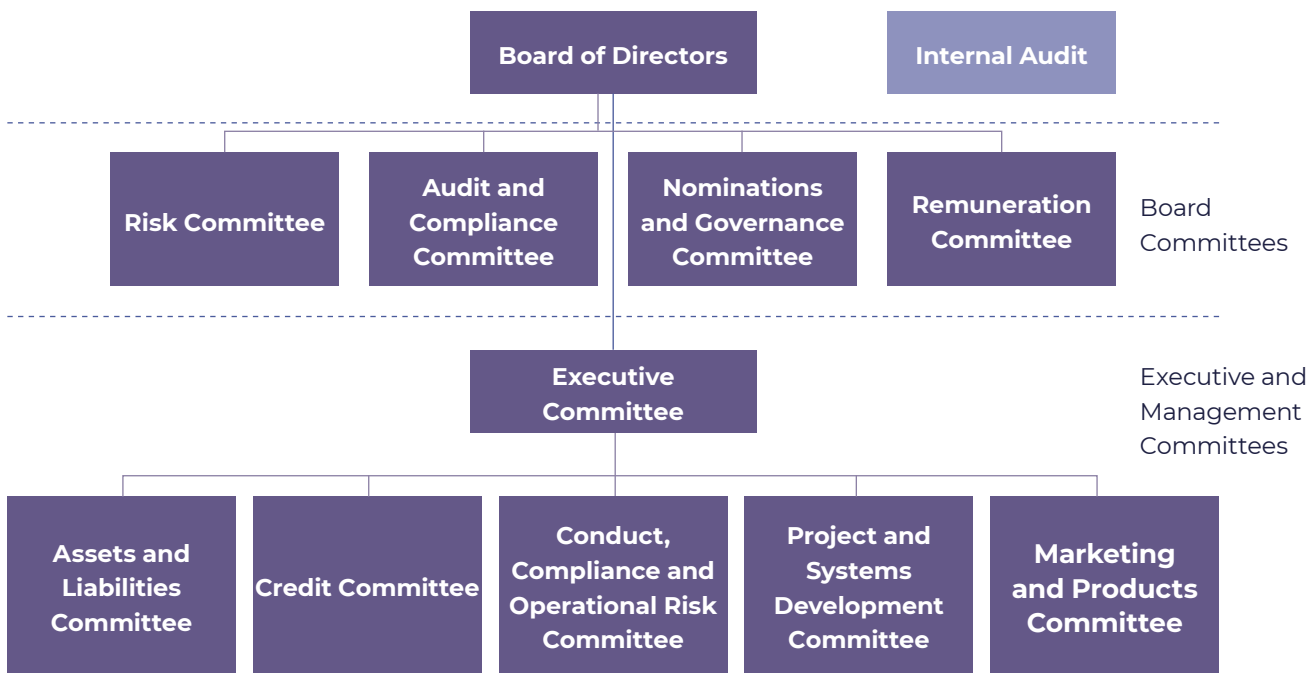 Board of Directors
Internal Audit
Risk Committee
Audit and
Compliance
Committee
Nominations
and Governance
Committee
Remuneration
Committee
Board
Committees
Executive
Committee
Executive and
Management
Committees
Assets and
Liabilities
Committee
Credit Committee
Conduct,
Compliance and
Operational Risk
Committee
Project and
Systems
Development
Committee
Marketing
and Products
Committee